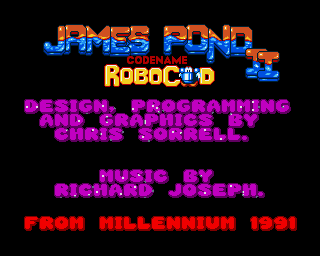 JAMES POND II
CODENAME
ROBOCOD
DESIGN, PROGRAMMING
AND GRAPHICS BY
CHRIS SORRELL.
MUSIC BY
RICHARD JOSEPH.
FROM MILLENNIUM 1991